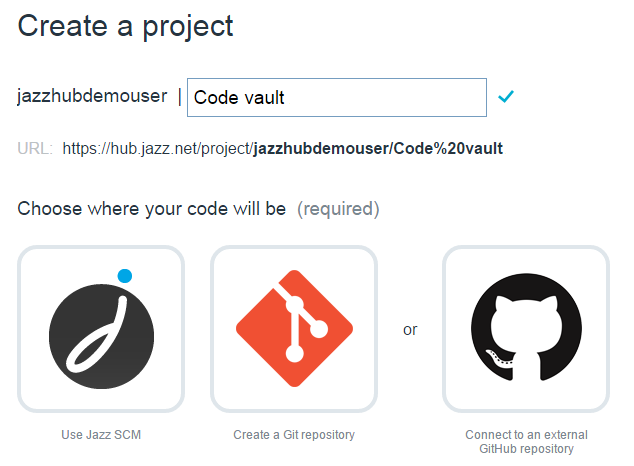 Create a project
jazzhubdemouser | Code vault
URL: https://hub.jazz.net/project/jazzhubdemouser/Code%20vault
Choose where your code will be (required)
or
Use Jazz SCM
Create a Git repository
Connect to an external
GitHub repository